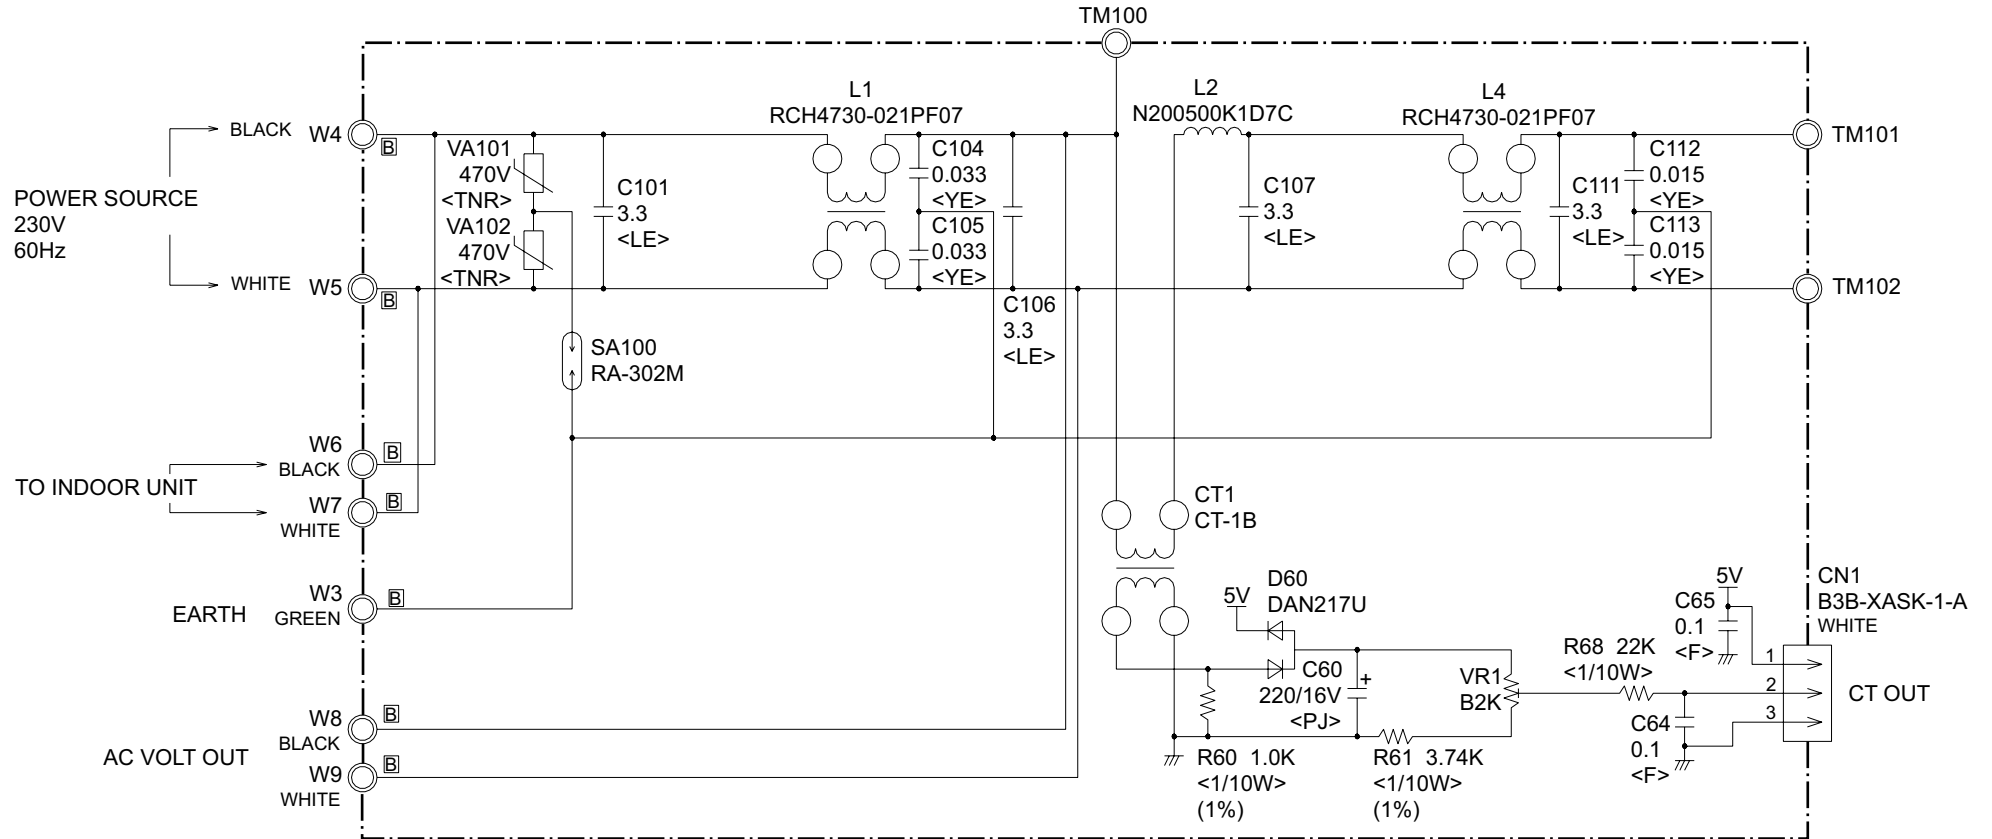 TM100
L1
RCH4730-021PF07
L2
N200500K1D7C
L4
RCH4730-021PF07
POWER SOURCE
230V
60Hz
BLACK
W4
B
WHITE
W5
B
VA101
470V
<TNR>
VA102
470V
<TNR>
C101
3.3
<LE>
C104
0.033
<YE>
C105
0.033
<YE>
C106
3.3
<LE>
C107
3.3
<LE>
C111
3.3
<LE>
C112
0.015
<YE>
C113
0.015
<YE>
TM101
TM102
SA100
RA-302M
TO INDOOR UNIT
W6
BLACK
B
W7
WHITE
B
EARTH
W3
GREEN
B
AC VOLT OUT
W8
BLACK
B
W9
WHITE
B
CT1
CT-1B
5V
D60
DAN217U
C60
220/16V
+
<PJ>
R60 1.0K
<1/10W>
(1%)
R61 3.74K
<1/10W>
(1%)
VR1
B2K
R68 22K
<1/10W>
5V
C65
0.1
<F>
C64
0.1
<F>
CN1
B3B-XASK-1-A
WHITE
1
2
3
CT OUT